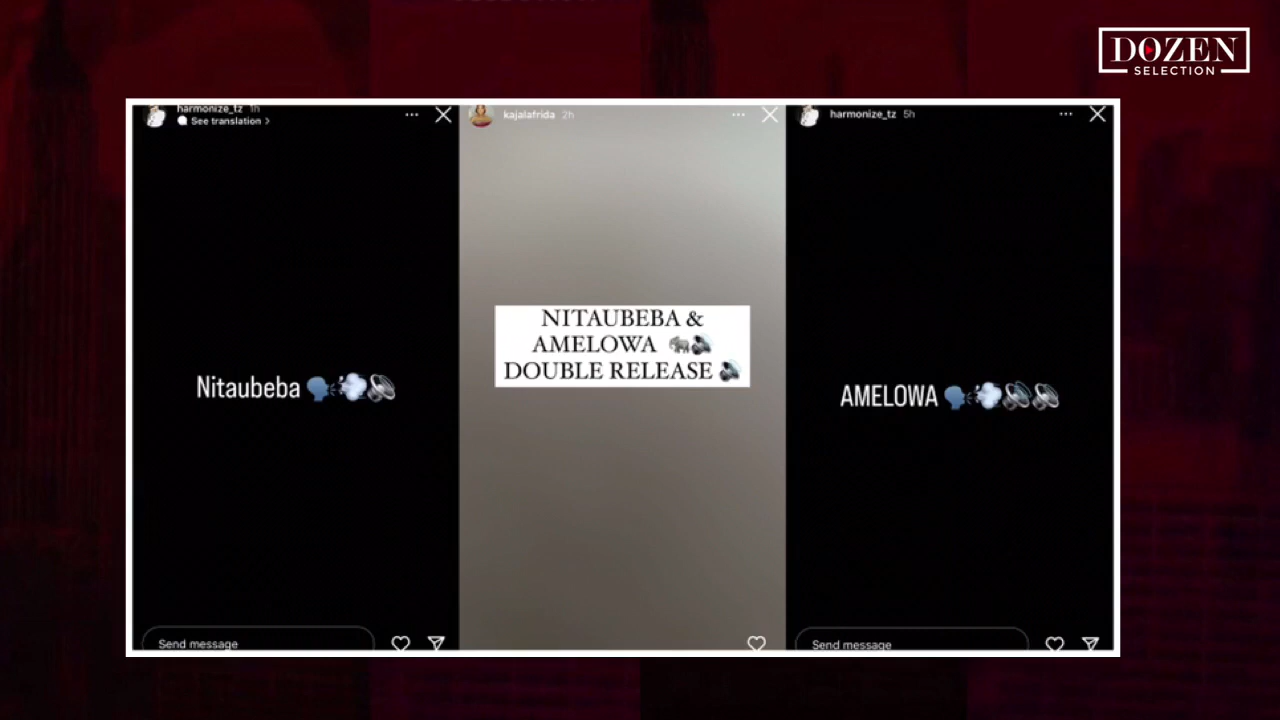 DOZEN
SELECTION
harmonize_tz 1h
See translation >
Nitaubeba
Send message
kajalafrida 2h
NITAUBEBA &
AMELOWA
DOUBLE RELEASE
harmonize_tz 5h
AMELOWA
Send message